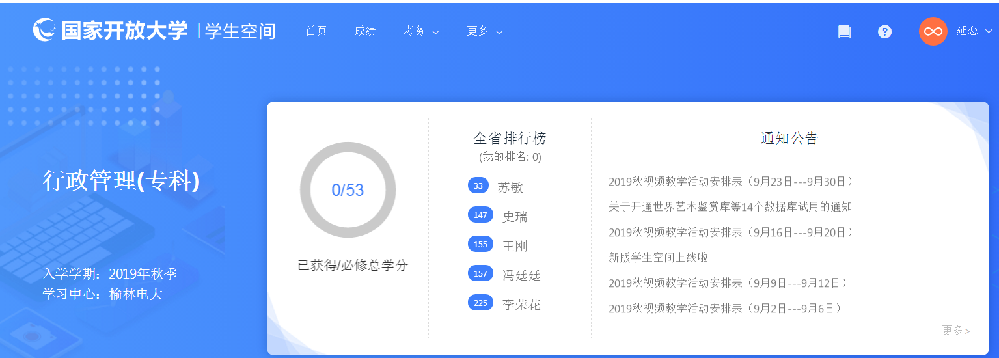 国家开放大学 | 学生空间 首页 成绩 考务 更多 延恋
行政管理(专科)
入学学期：2019年秋季
学习中心：榆林电大
0/53
已获得/必修总学分
全省排行榜
(我的排名: 0)
33 苏敏
147 史瑞
155 王刚
157 冯廷廷
225 李荣花
通知公告
2019秋视频教学活动安排表（9月23日---9月30日）
关于开通世界艺术鉴赏库等14个数据库试用的通知
2019秋视频教学活动安排表（9月16日---9月20日）
新版学生空间上线啦！
2019秋视频教学活动安排表（9月9日---9月12日）
2019秋视频教学活动安排表（9月2日---9月6日）
更多>